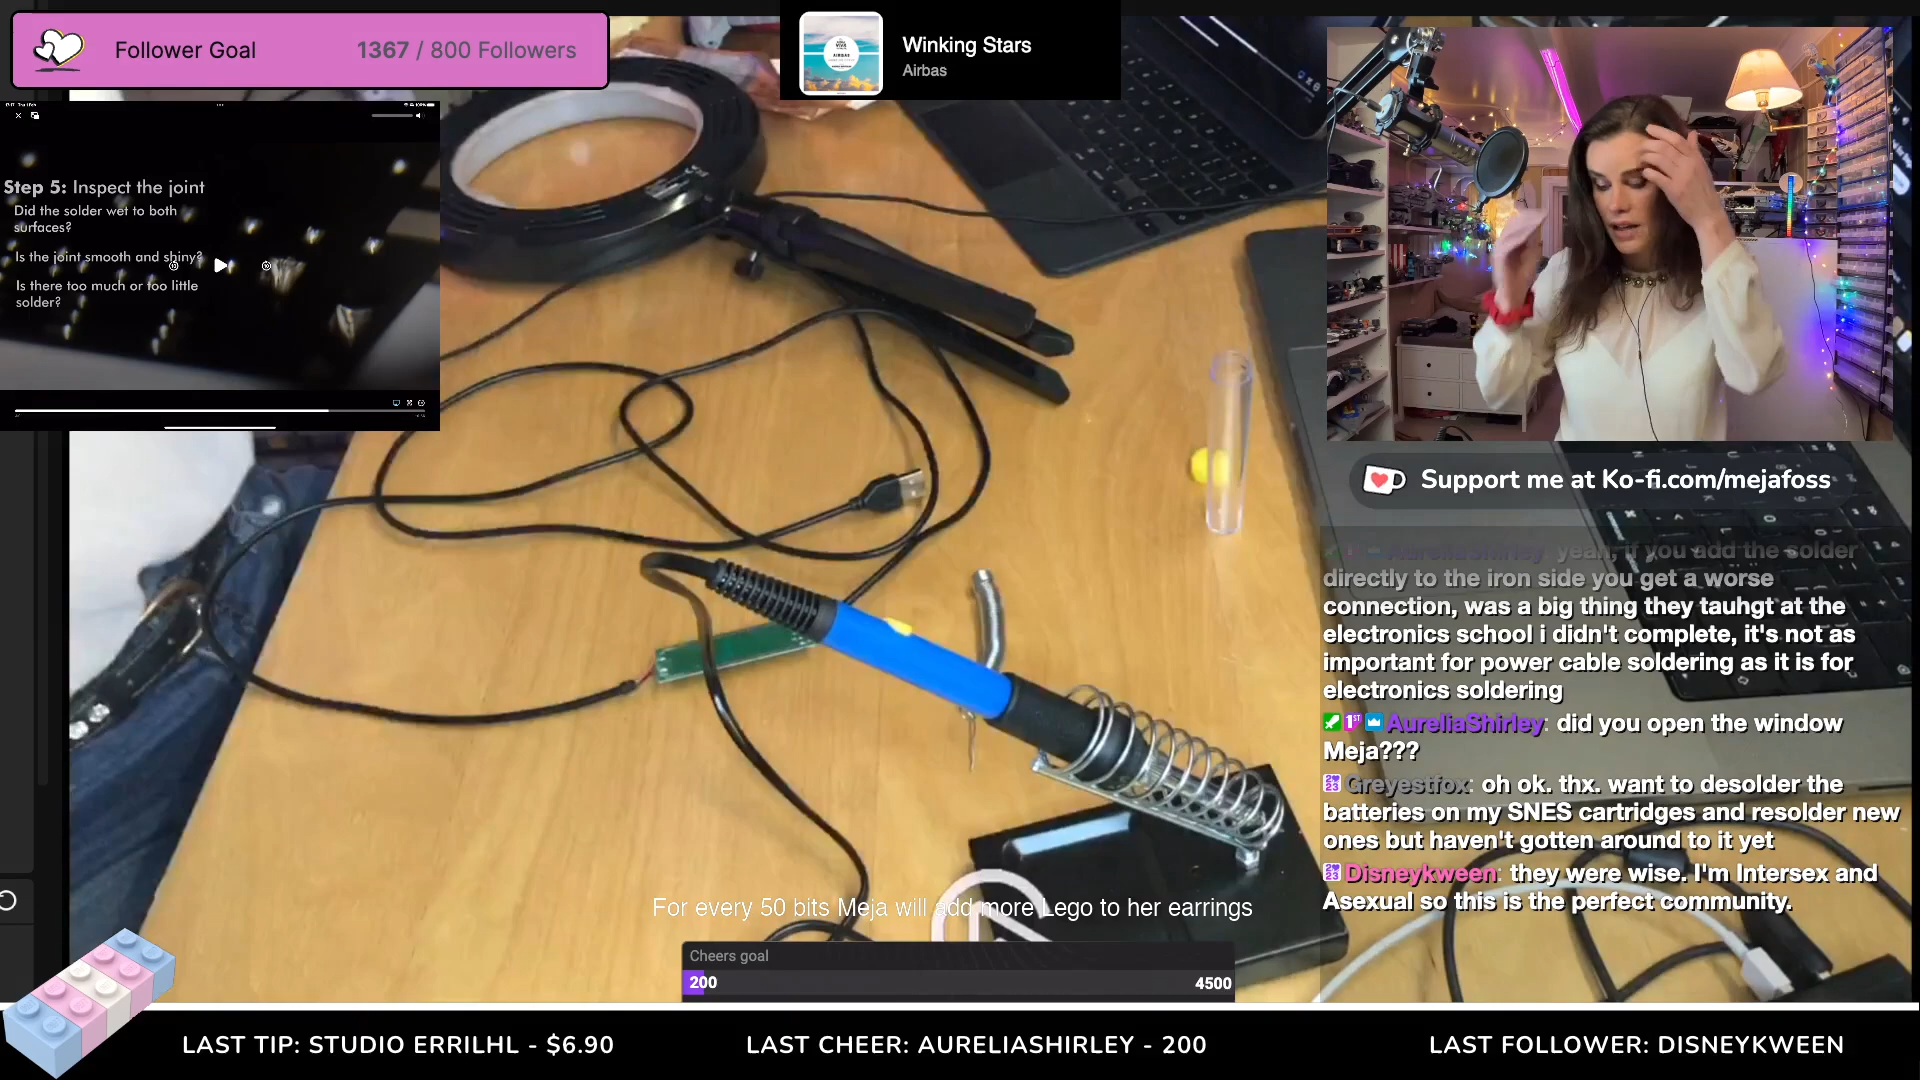 Follower Goal 1367 / 800 Followers
Winking Stars
Airbas
Step 5: Inspect the joint
Did the solder wet to both
surfaces?
Is the joint smooth and shiny?
Is there too much or too little
solder?
Support me at Ko-fi.com/mejafoss
AureliaShirley: yeah, if you add the solder
directly to the iron side you get a worse
connection, was a big thing they tauhgt at the
electronics school i didn't complete, it's not as
important for power cable soldering as it is for
electronics soldering
AureliaShirley: did you open the window
Meja???
Greyestfox: oh ok. thx. want to desolder the
batteries on my SNES cartridges and resolder new
ones but haven't gotten around to it yet
Disneykween: they were wise. I'm Intersex and
Asexual so this is the perfect community.
For every 50 bits Meja will add more Lego to her earrings
Cheers goal
200 4500
LAST TIP: STUDIO ERRILHL - $6.90 LAST CHEER: AURELIASHIRLEY - 200 LAST FOLLOWER: DISNEYKWEEN